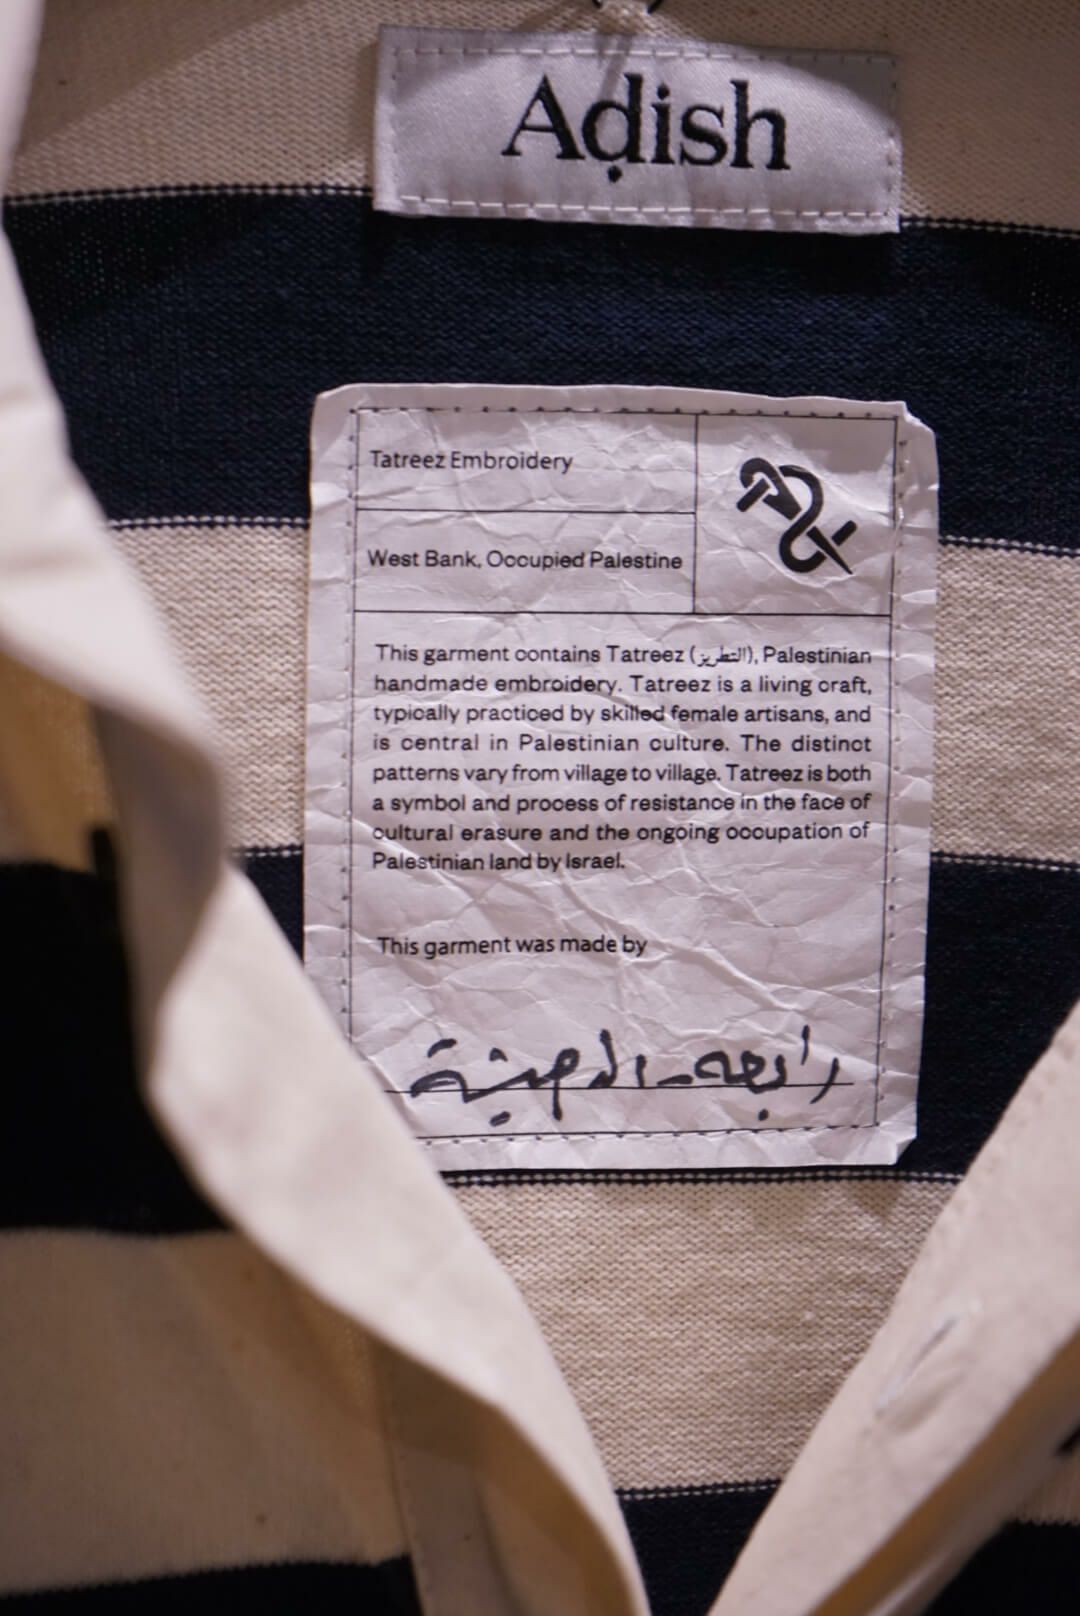 Aḍish
Tatreez Embroidery
West Bank, Occupied Palestine
This garment contains Tatreez (التطريز), Palestinian
handmade embroidery. Tatreez is a living craft,
typically practiced by skilled female artisans, and
is central in Palestinian culture. The distinct
patterns vary from village to village. Tatreez is both
a symbol and process of resistance in the face of
cultural erasure and the ongoing occupation of
Palestinian land by Israel.
This garment was made by
رابعه